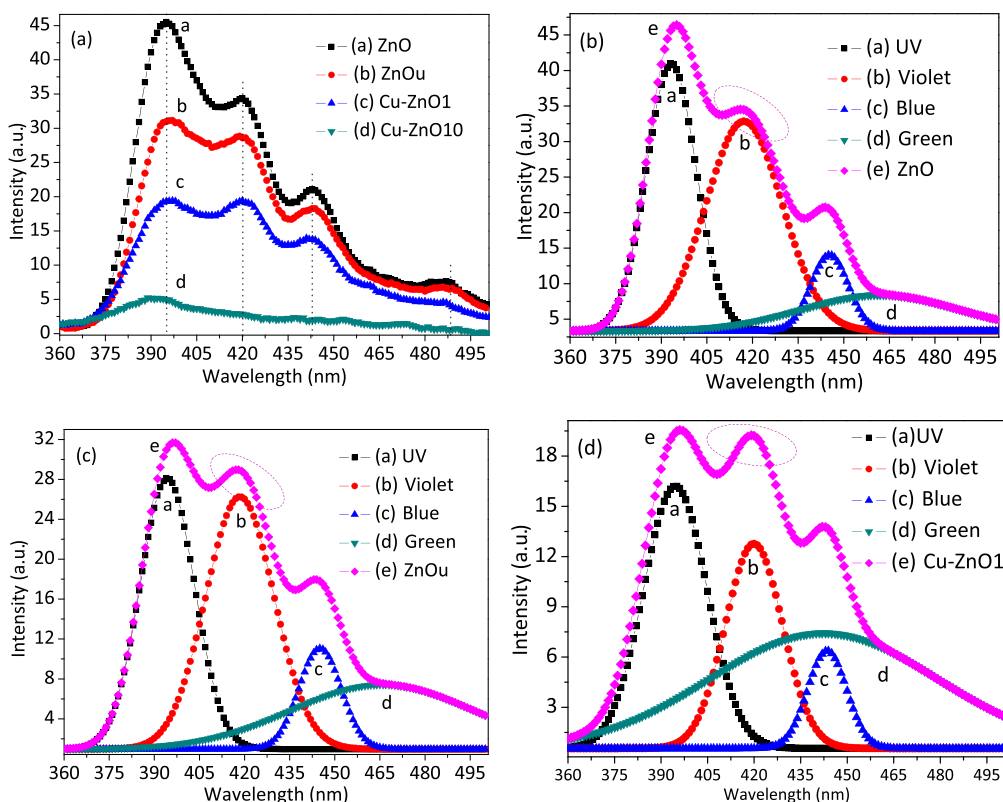 (a)
a
b
c
d
(a) ZnO
(b) ZnOu
(c) Cu-ZnO1
(d) Cu-ZnO10
45
40
35
30
25
20
15
10
5
0
Intensity (a.u.)
360 375 390 405 420 435 450 465 480 495
Wavelength (nm)
(b)
e
a
b
c
d
(a) UV
(b) Violet
(c) Blue
(d) Green
(e) ZnO
45
40
35
30
25
20
15
10
5
Intensity (a.u.)
360 375 390 405 420 435 450 465 480 495
Wavelength (nm)
(c)
e
a
b
c
d
(a) UV
(b) Violet
(c) Blue
(d) Green
(e) ZnOu
32
28
24
20
16
12
8
4
Intensity (a.u.)
360 375 390 405 420 435 450 465 480 495
Wavelength (nm)
(d)
e
a
b
c
d
(a)UV
(b) Violet
(c) Blue
(d) Green
(e) Cu-ZnO1
18
15
12
9
6
3
Intensity (a.u.)
360 375 390 405 420 435 450 465 480 495
Wavelength (nm)